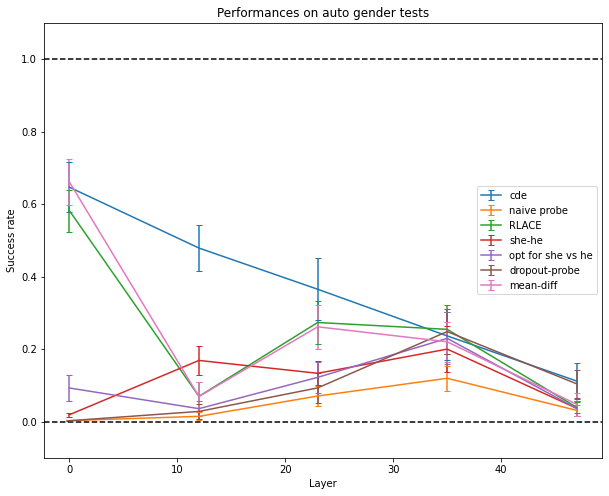 Performances on auto gender tests
Success rate
1.0
0.8
0.6
0.4
0.2
0.0
cde
naive probe
RLACE
she-he
opt for she vs he
dropout-probe
mean-diff
0
10
20
30
40
Layer